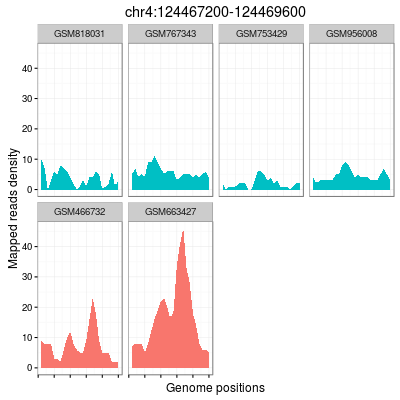 chr4:124467200-124469600
GSM818031 GSM767343 GSM753429 GSM956008
40
30
20
10
0
GSM466732 GSM663427
40
30
20
10
0
Mapped reads density
Genome positions